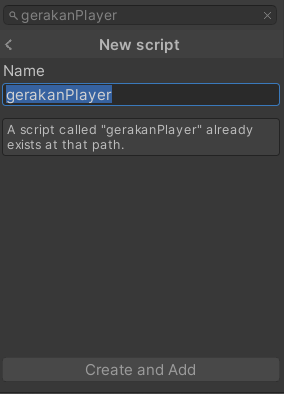 gerakanPlayer
New script
Name
gerakanPlayer
A script called "gerakanPlayer" already
exists at that path.
Create and Add